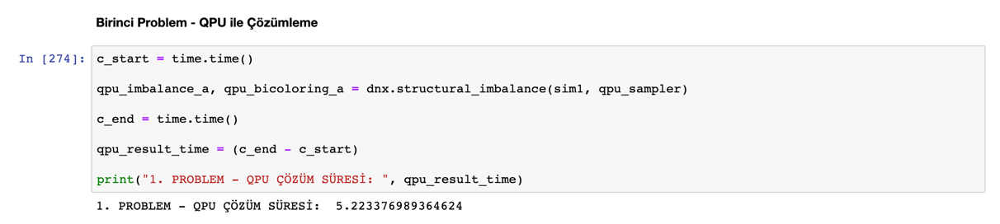 Birinci Problem - QPU ile Çözümleme
In [274]: c_start = time.time()
qpu_imbalance_a, qpu_bicoloring_a = dnx.structural_imbalance(sim1, qpu_sampler)
c_end = time.time()
qpu_result_time = (c_end - c_start)
print("1. PROBLEM - QPU ÇÖZÜM SÜRESİ: ", qpu_result_time)
1. PROBLEM - QPU ÇÖZÜM SÜRESİ:  5.223376989364624